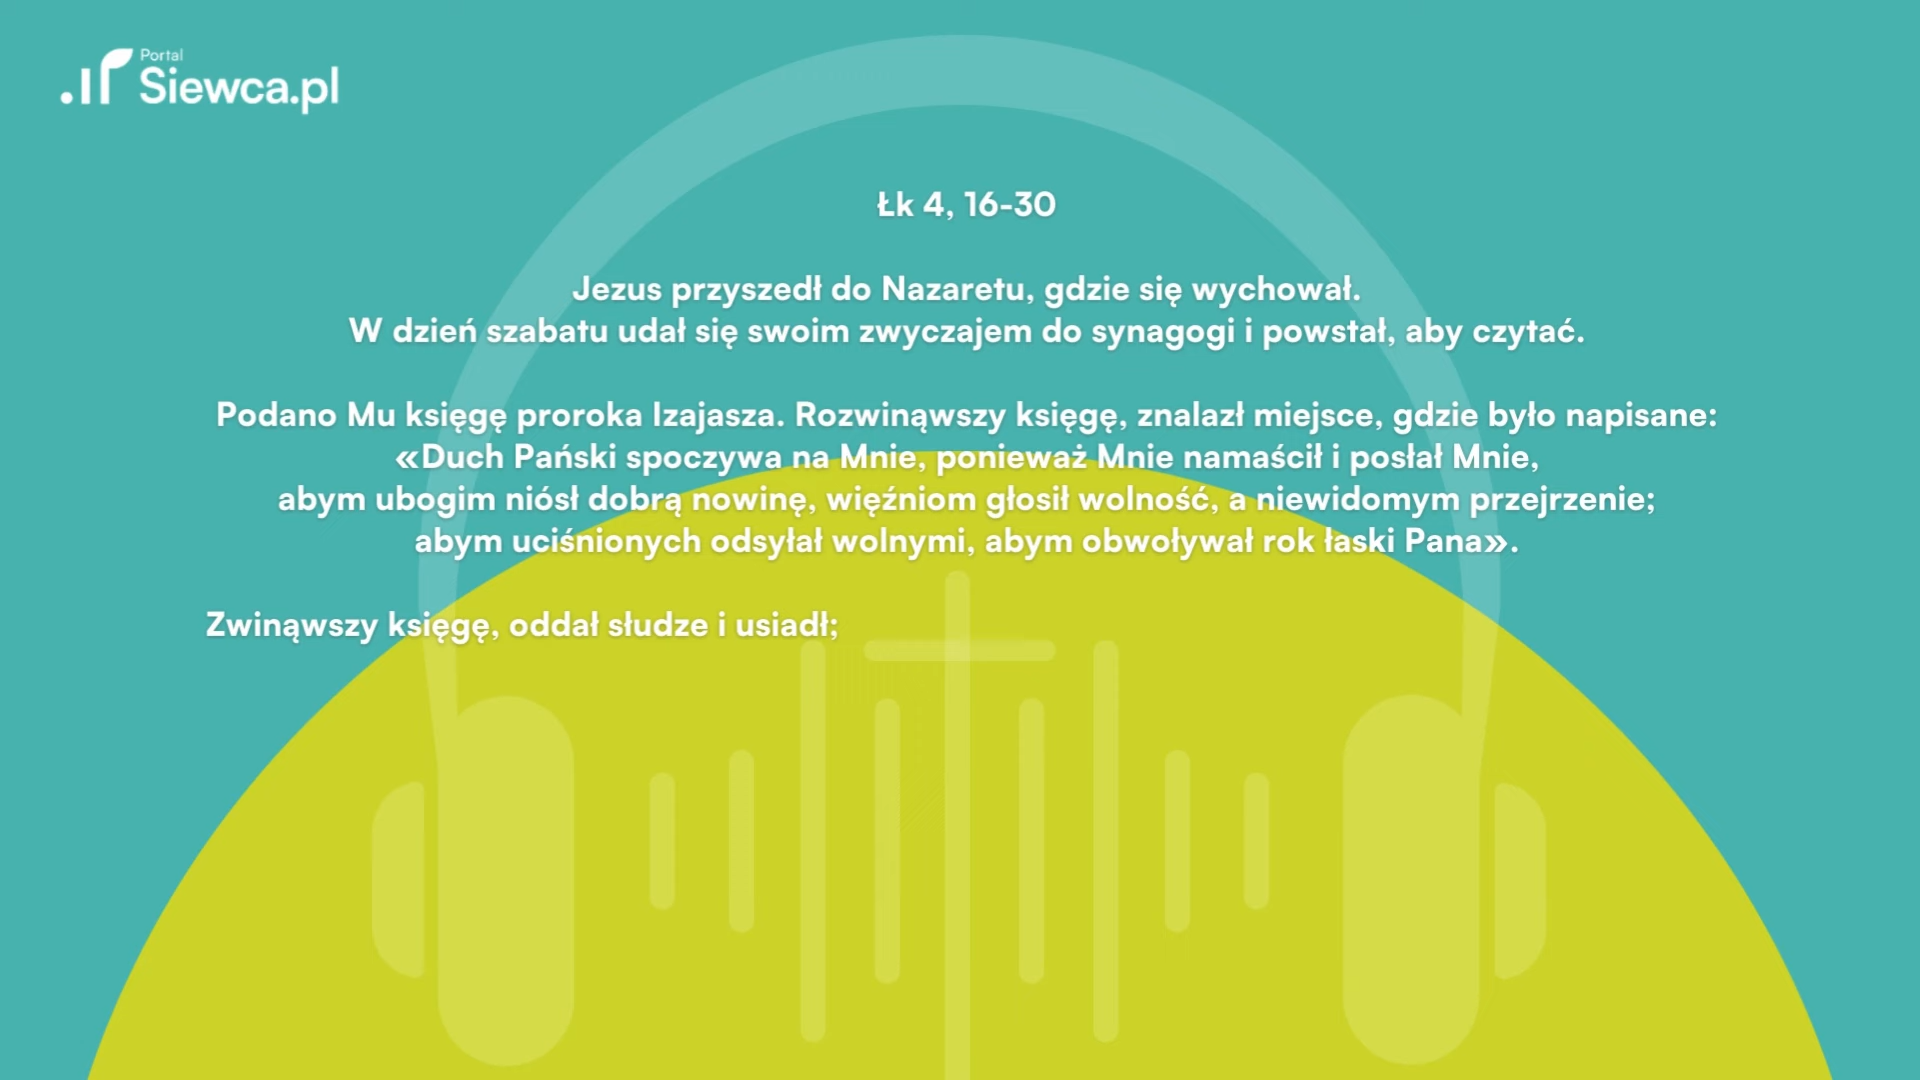 Portal
Siewca.pl
Łk 4, 16-30
Jezus przyszedł do Nazaretu, gdzie się wychował.
W dzień szabatu udał się swoim zwyczajem do synagogi i powstał, aby czytać.
Podano Mu księgę proroka Izajasza. Rozwinąwszy księgę, znalazł miejsce, gdzie było napisane:
«Duch Pański spoczywa na Mnie, ponieważ Mnie namaścił i posłał Mnie,
abym ubogim niósł dobrą nowinę, więźniom głosił wolność, a niewidomym przejrzenie;
abym uciśnionych odsyłał wolnymi, abym obwoływał rok łaski Pana».
Zwinąwszy księgę, oddał słudze i usiadł;